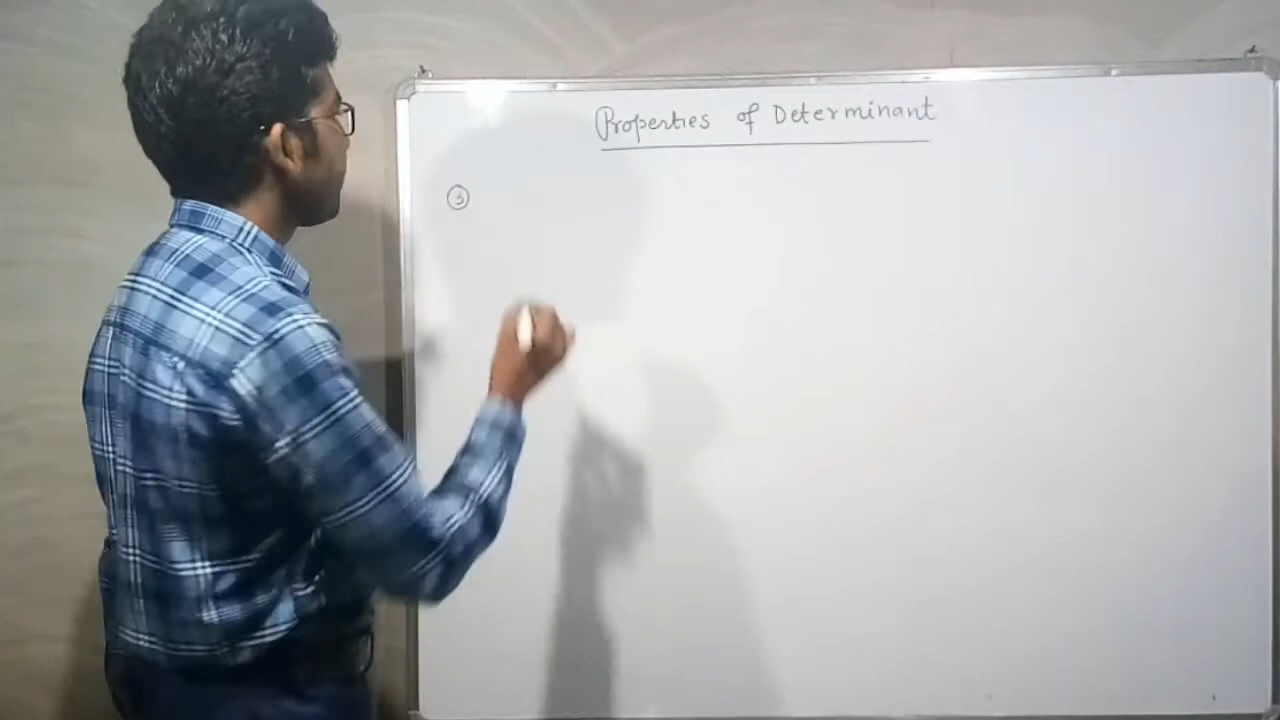 Properties of Determinant
③